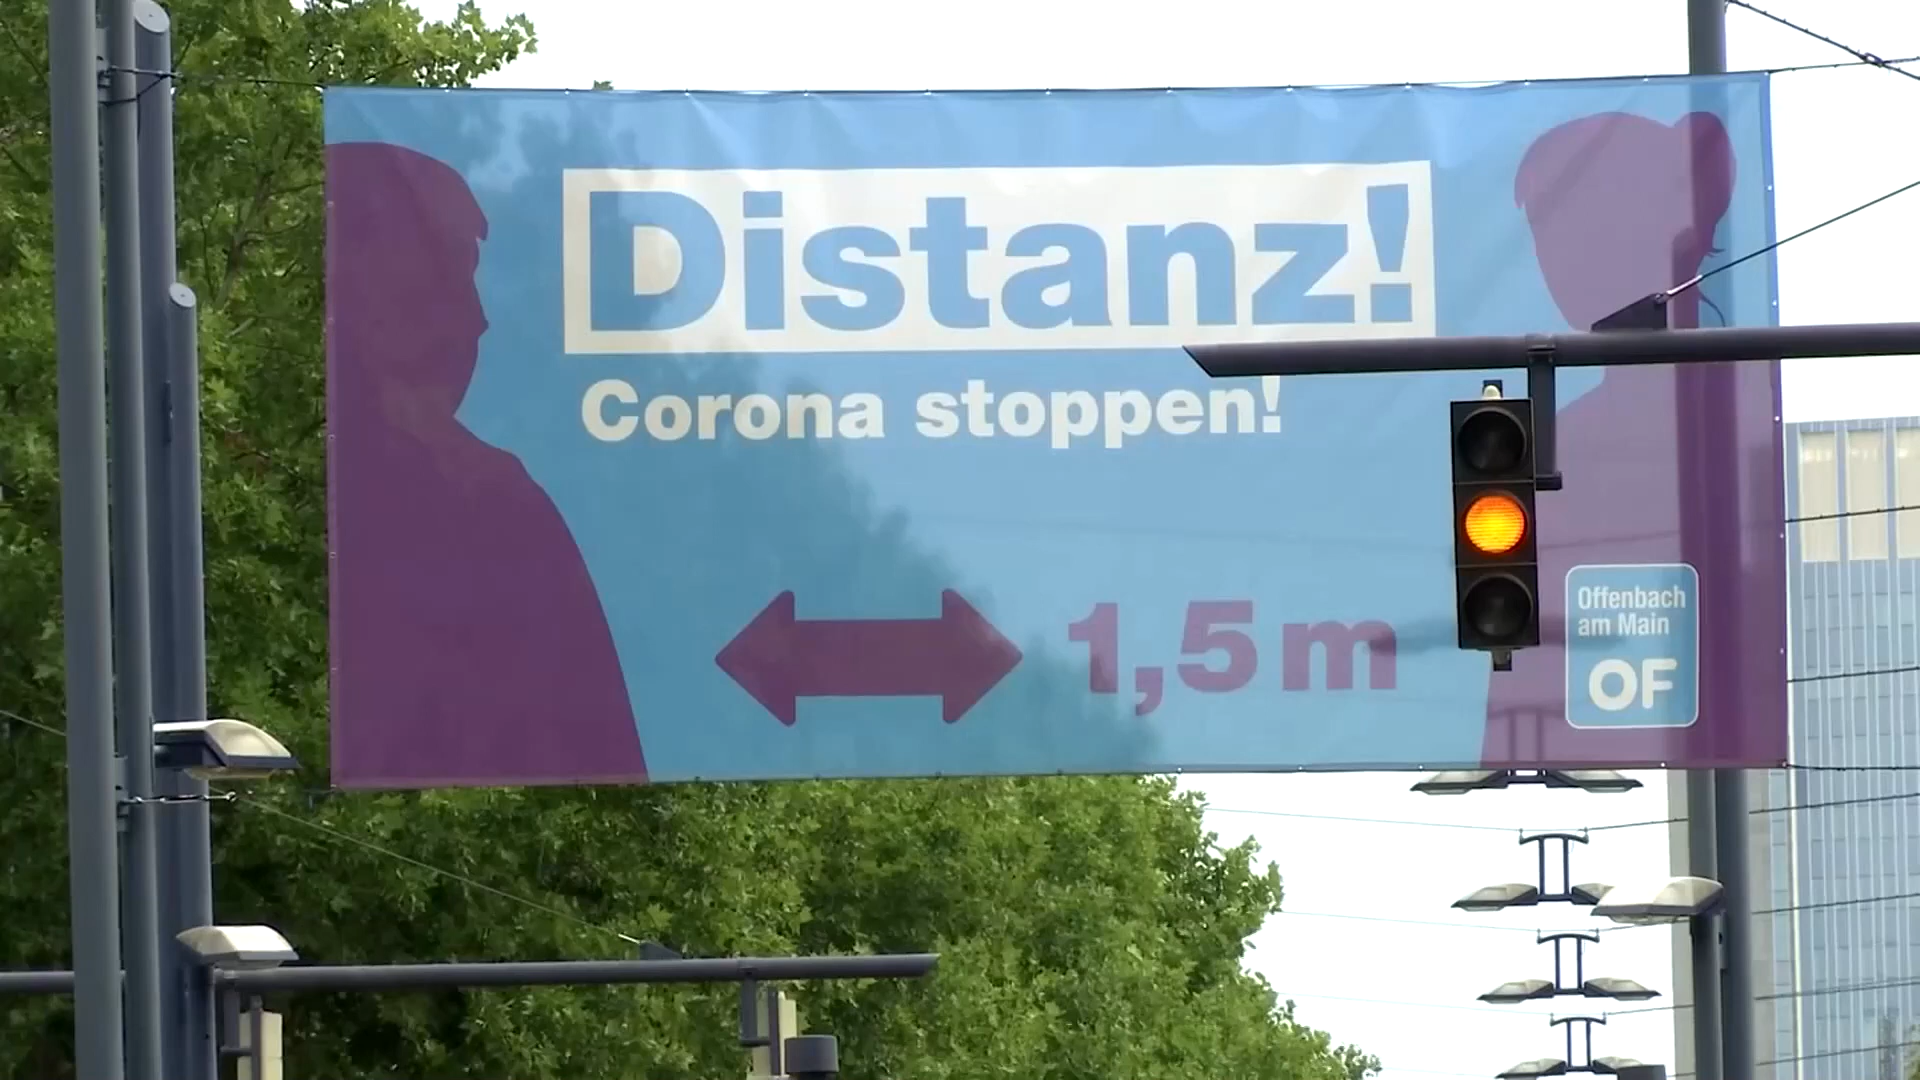 Distanz!
Corona stoppen!
1,5 m
Offenbach
am Main
OF